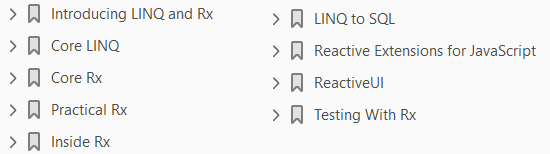 Introducing LINQ and Rx
Core LINQ
Core Rx
Practical Rx
Inside Rx
LINQ to SQL
Reactive Extensions for JavaScript
ReactiveUI
Testing With Rx